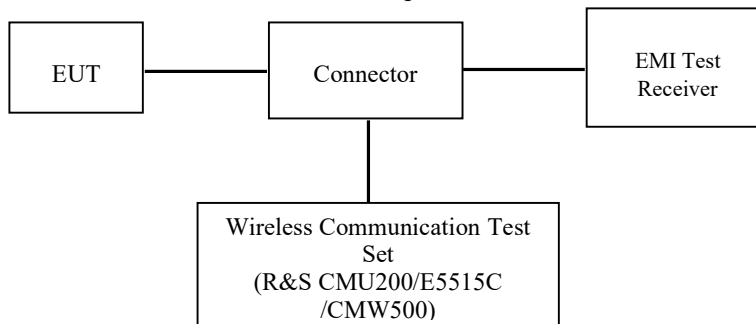 EUT
Connector
EMI Test
Receiver
Wireless Communication Test
Set
(R&S CMU200/E5515C
/CMW500)